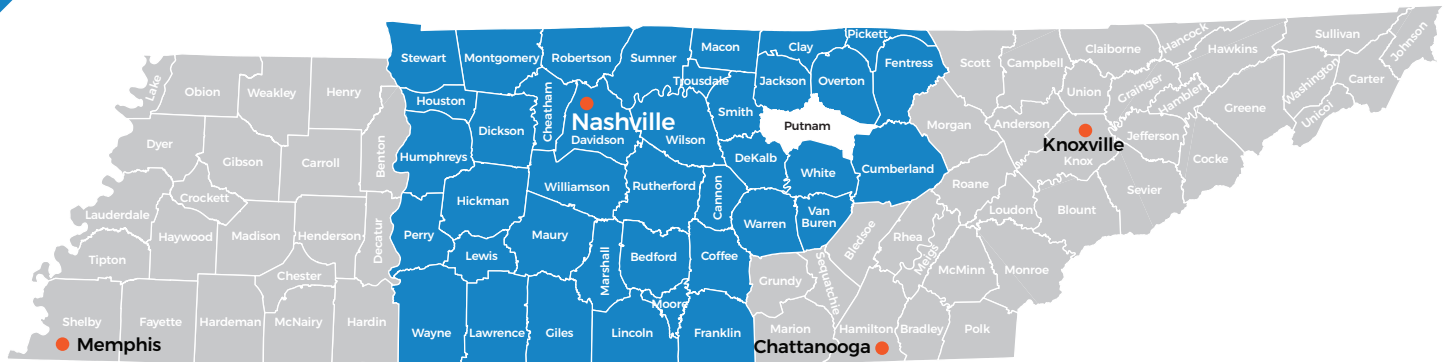 Stewart
Montgomery
Robertson
Sumner
Macon
Clay
Pickett
Fentress
Scott
Campbell
Claiborne
Hancock
Hawkins
Sullivan
Johnson
Lake
Obion
Weakley
Henry
Houston
Dickson
Cheatham
Trousdale
Smith
Jackson
Overton
Union
Grainger
Hamblen
Washington
Carter
Greene
Unicoi
Nashville
Davidson
Wilson
Putnam
Morgan
Anderson
Knoxville
Knox
Jefferson
Cocke
Dyer
Gibson
Carroll
Benton
Humphreys
DeKalb
White
Cumberland
Roane
Loudon
Blount
Sevier
Crockett
Lauderdale
Haywood
Madison
Henderson
Decatur
Perry
Hickman
Williamson
Rutherford
Cannon
Warren
Van
Buren
Bledsoe
Rhea
Meigs
McMinn
Monroe
Tipton
Chester
Lewis
Maury
Marshall
Bedford
Coffee
Grundy
Sequatchie
Shelby
Fayette
Hardeman
McNairy
Hardin
Wayne
Lawrence
Giles
Lincoln
Moore
Franklin
Marion
Hamilton
Bradley
Polk
Memphis
Chattanooga